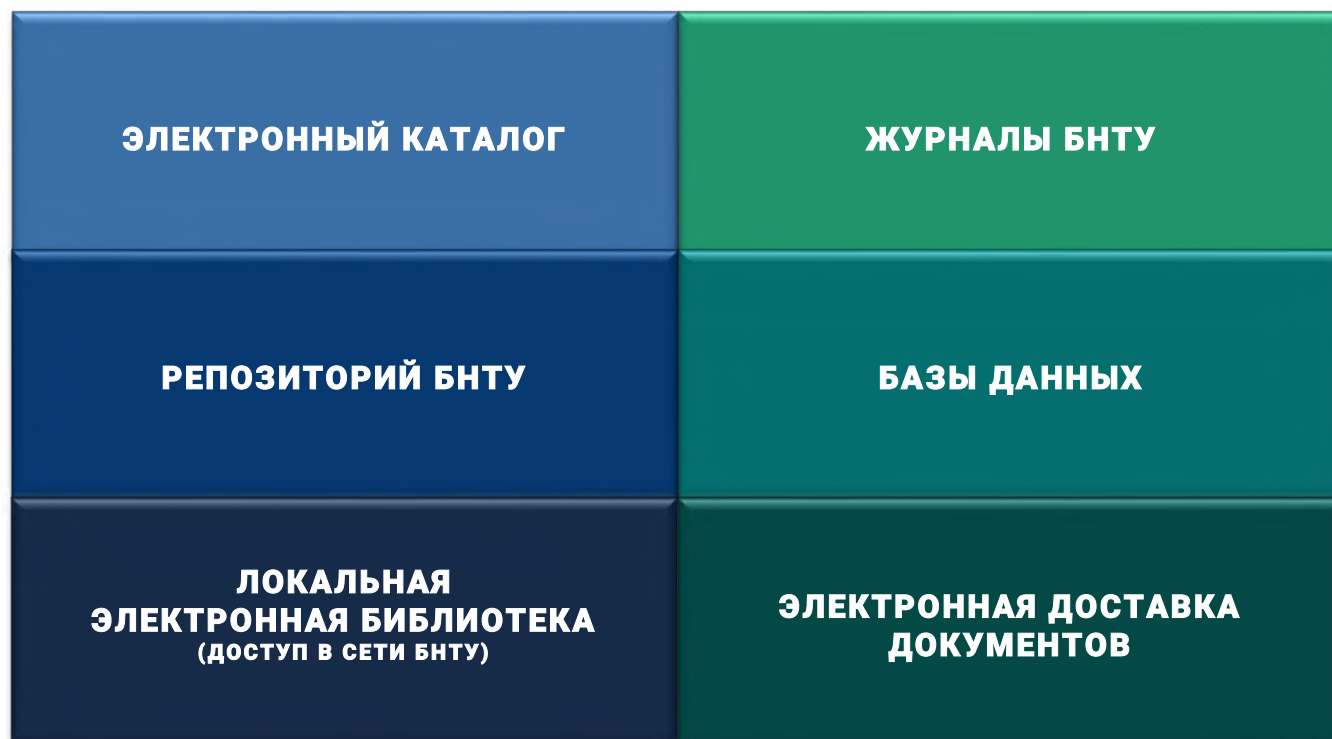 ЭЛЕКТРОННЫЙ КАТАЛОГ
ЖУРНАЛЫ БНТУ
РЕПОЗИТОРИЙ БНТУ
БАЗЫ ДАННЫХ
ЛОКАЛЬНАЯ
ЭЛЕКТРОННАЯ БИБЛИОТЕКА
(ДОСТУП В СЕТИ БНТУ)
ЭЛЕКТРОННАЯ ДОСТАВКА
ДОКУМЕНТОВ